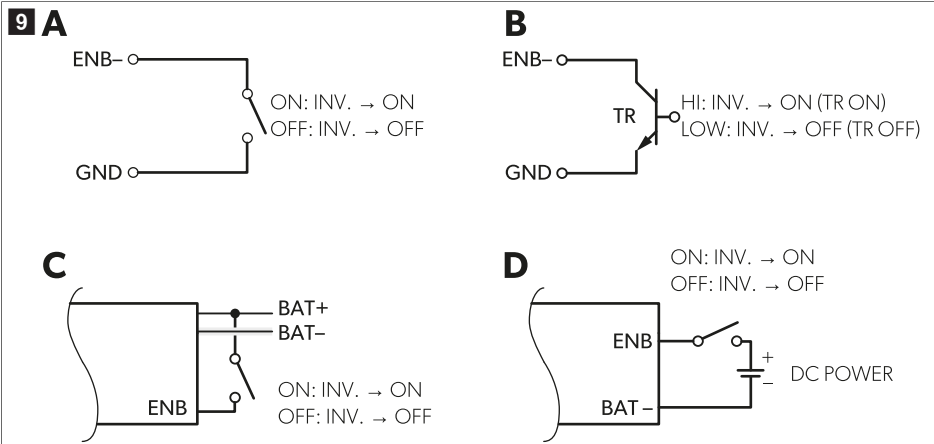 9 A
ENB–
ON: INV. → ON
OFF: INV. → OFF
GND
B
ENB–
TR
HI: INV. → ON (TR ON)
LOW: INV. → OFF (TR OFF)
GND
C
BAT+
BAT–
ON: INV. → ON
OFF: INV. → OFF
ENB
D
ON: INV. → ON
OFF: INV. → OFF
ENB
+
–
DC POWER
BAT –